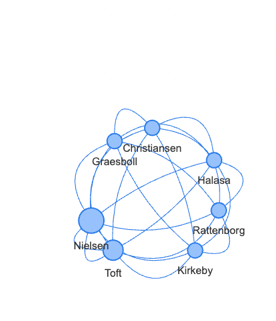 Christiansen
Graesbøll
Halasa
Rattenborg
Nielsen
Toft
Kirkeby